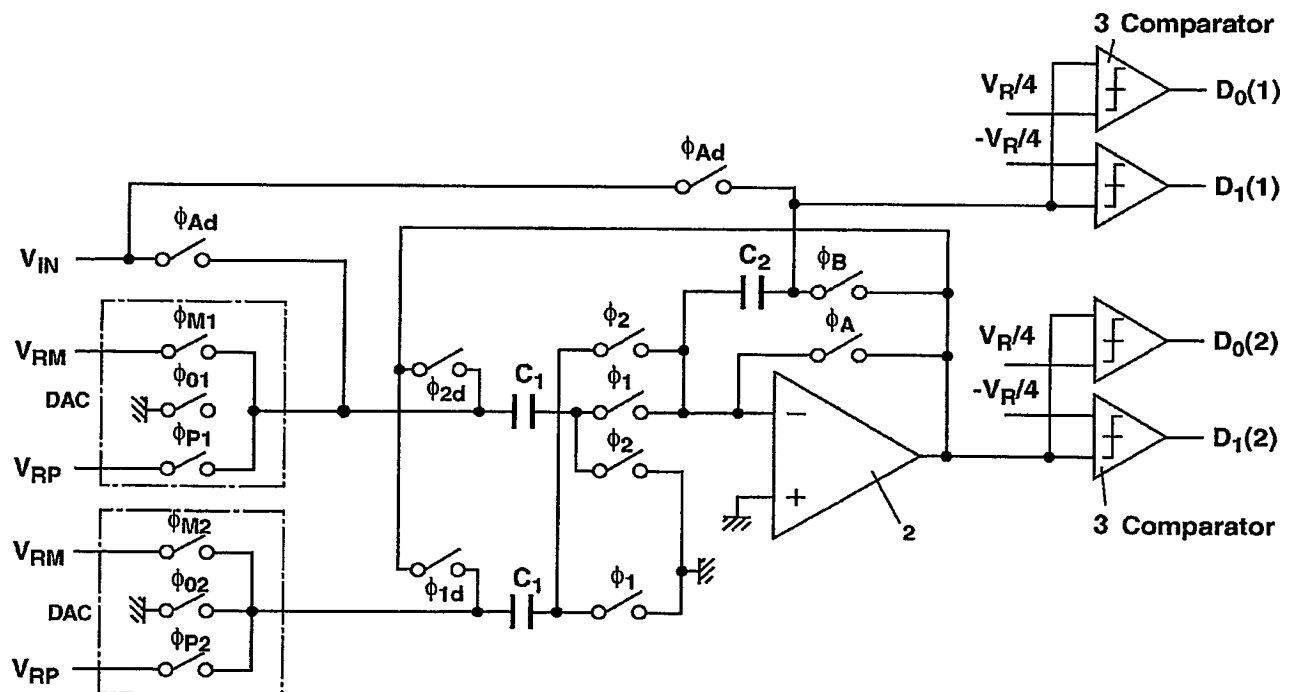 3 Comparator
V_R/4
D_0(1)
-V_R/4
D_1(1)
ϕ_Ad
ϕ_Ad
V_IN
C_2
ϕ_B
ϕ_A
ϕ_M1
V_RM
ϕ_01
DAC
ϕ_P1
V_RP
ϕ_2d
C_1
ϕ_2
ϕ_1
ϕ_2
−
+
2
V_R/4
D_0(2)
-V_R/4
D_1(2)
3 Comparator
ϕ_M2
V_RM
ϕ_02
DAC
ϕ_P2
V_RP
ϕ_1d
C_1
ϕ_1